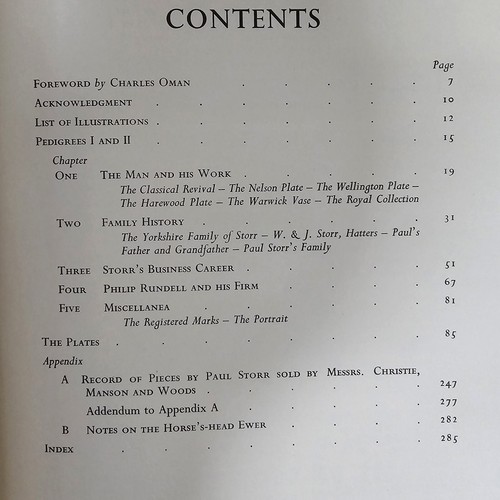 CONTENTS
Page
FOREWORD by CHARLES OMAN . . . . . 7
ACKNOWLEDGMENT . . . . . . . 10
LIST OF ILLUSTRATIONS . . . . . . . 12
PEDIGREES I AND II . . . . . . . 15
Chapter
ONE THE MAN AND HIS WORK . . . . . 19
The Classical Revival – The Nelson Plate – The Wellington Plate –
The Harewood Plate – The Warwick Vase – The Royal Collection
TWO FAMILY HISTORY . . . . . . 31
The Yorkshire Family of Storr – W. & J. Storr, Hatters – Paul's
Father and Grandfather – Paul Storr's Family
THREE STORR'S BUSINESS CAREER . . . . . 51
FOUR PHILIP RUNDELL AND HIS FIRM . . . . 67
FIVE MISCELLANEA . . . . . . 81
The Registered Marks – The Portrait
THE PLATES . . . . . . . . 85
Appendix
A RECORD OF PIECES BY PAUL STORR SOLD BY MESSRS. CHRISTIE,
MANSON AND WOODS . . . . . . 247
Addendum to Appendix A . . . . . 277
B NOTES ON THE HORSE'S-HEAD EWER . . . . 282
INDEX . . . . . . . . 285